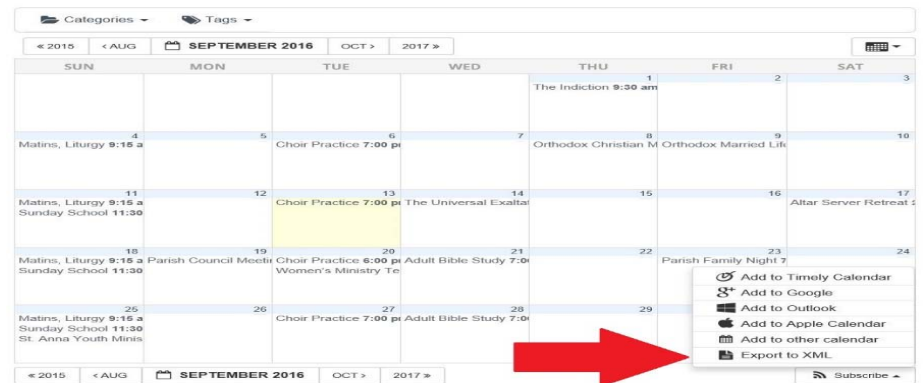 Categories Tags
« 2015 ‹ AUG SEPTEMBER 2016 OCT › 2017 »
SUN MON TUE WED THU FRI SAT
1 2 3
The Indiction 9:30 am
4 5 6 7 8 9 10
Matins, Liturgy 9:15 a Choir Practice 7:00 p Orthodox Christian M Orthodox Married Life
11 12 13 14 15 16 17
Matins, Liturgy 9:15 a Choir Practice 7:00 p The Universal Exalta Altar Server Retreat
Sunday School 11:30
18 19 20 21 22 23 24
Matins, Liturgy 9:15 a Parish Council Meeti Choir Practice 6:00 p Adult Bible Study 7:0 Parish Family Night 7
Sunday School 11:30 Women's Ministry Te
Add to Timely Calendar
Add to Google
Add to Outlook
25 26 27 28 29
Matins, Liturgy 9:15 a Choir Practice 7:00 p Adult Bible Study 7:0
Sunday School 11:30
St. Anna Youth Minis
Add to Apple Calendar
Add to other calendar
Export to XML
« 2015 ‹ AUG SEPTEMBER 2016 OCT › 2017 » Subscribe